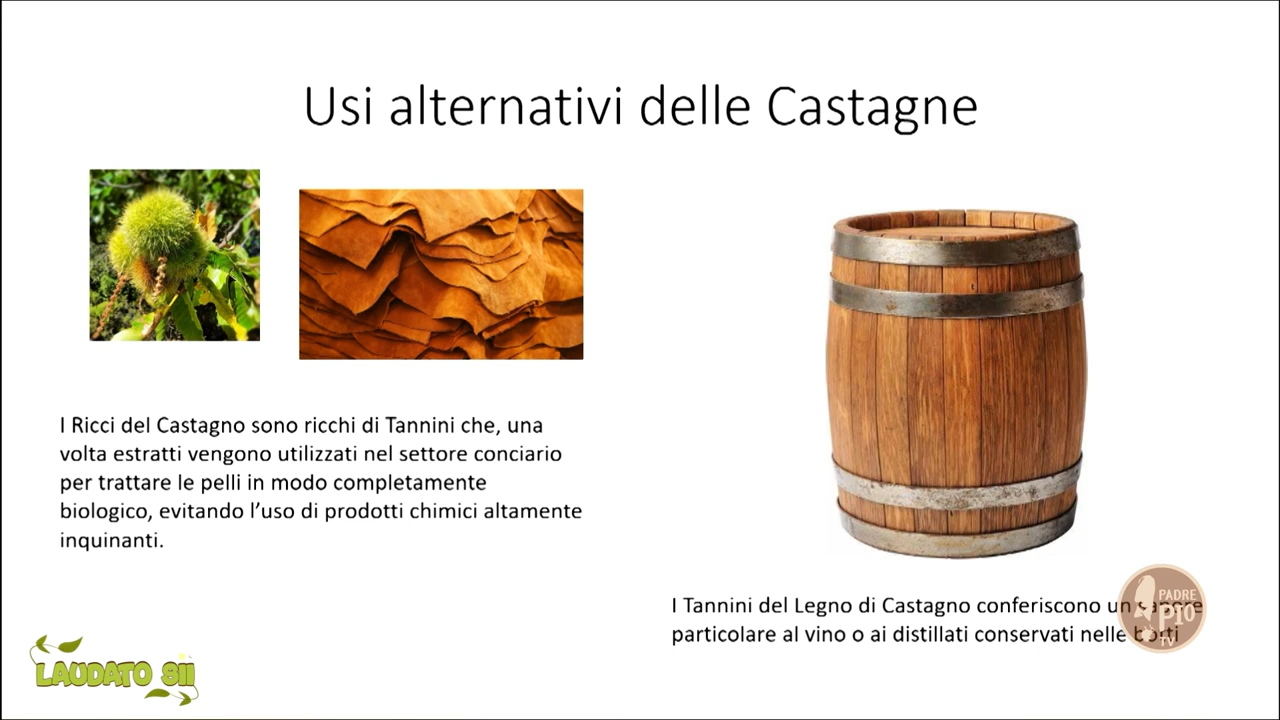 Usi alternativi delle Castagne
I Ricci del Castagno sono ricchi di Tannini che, una
volta estratti vengono utilizzati nel settore conciario
per trattare le pelli in modo completamente
biologico, evitando l’uso di prodotti chimici altamente
inquinanti.
I Tannini del Legno di Castagno conferiscono un sapore
particolare al vino o ai distillati conservati nelle botti
PADRE
PIO
TV
LAUDATO SII